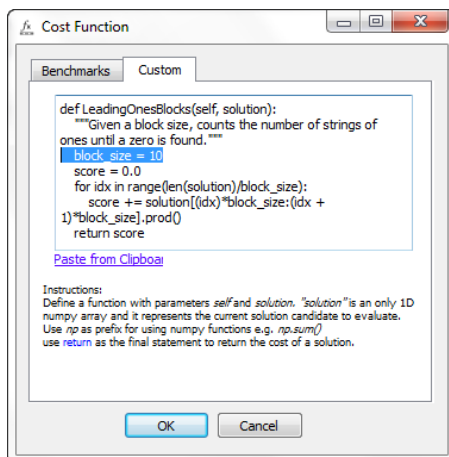 Cost Function
Benchmarks
Custom
def LeadingOnesBlocks(self, solution):
"""Given a block size, counts the number of strings of
ones until a zero is found."""
block_size = 10
score = 0.0
for idx in range(len(solution)/block_size):
score += solution[(idx)*block_size:(idx +
1)*block_size].prod()
return score
Paste from Clipboar
Instructions:
Define a function with parameters self and solution. "solution" is an only 1D
numpy array and it represents the current solution candidate to evaluate.
Use np as prefix for using numpy functions e.g. np.sum()
use return as the final statement to return the cost of a solution.
OK
Cancel